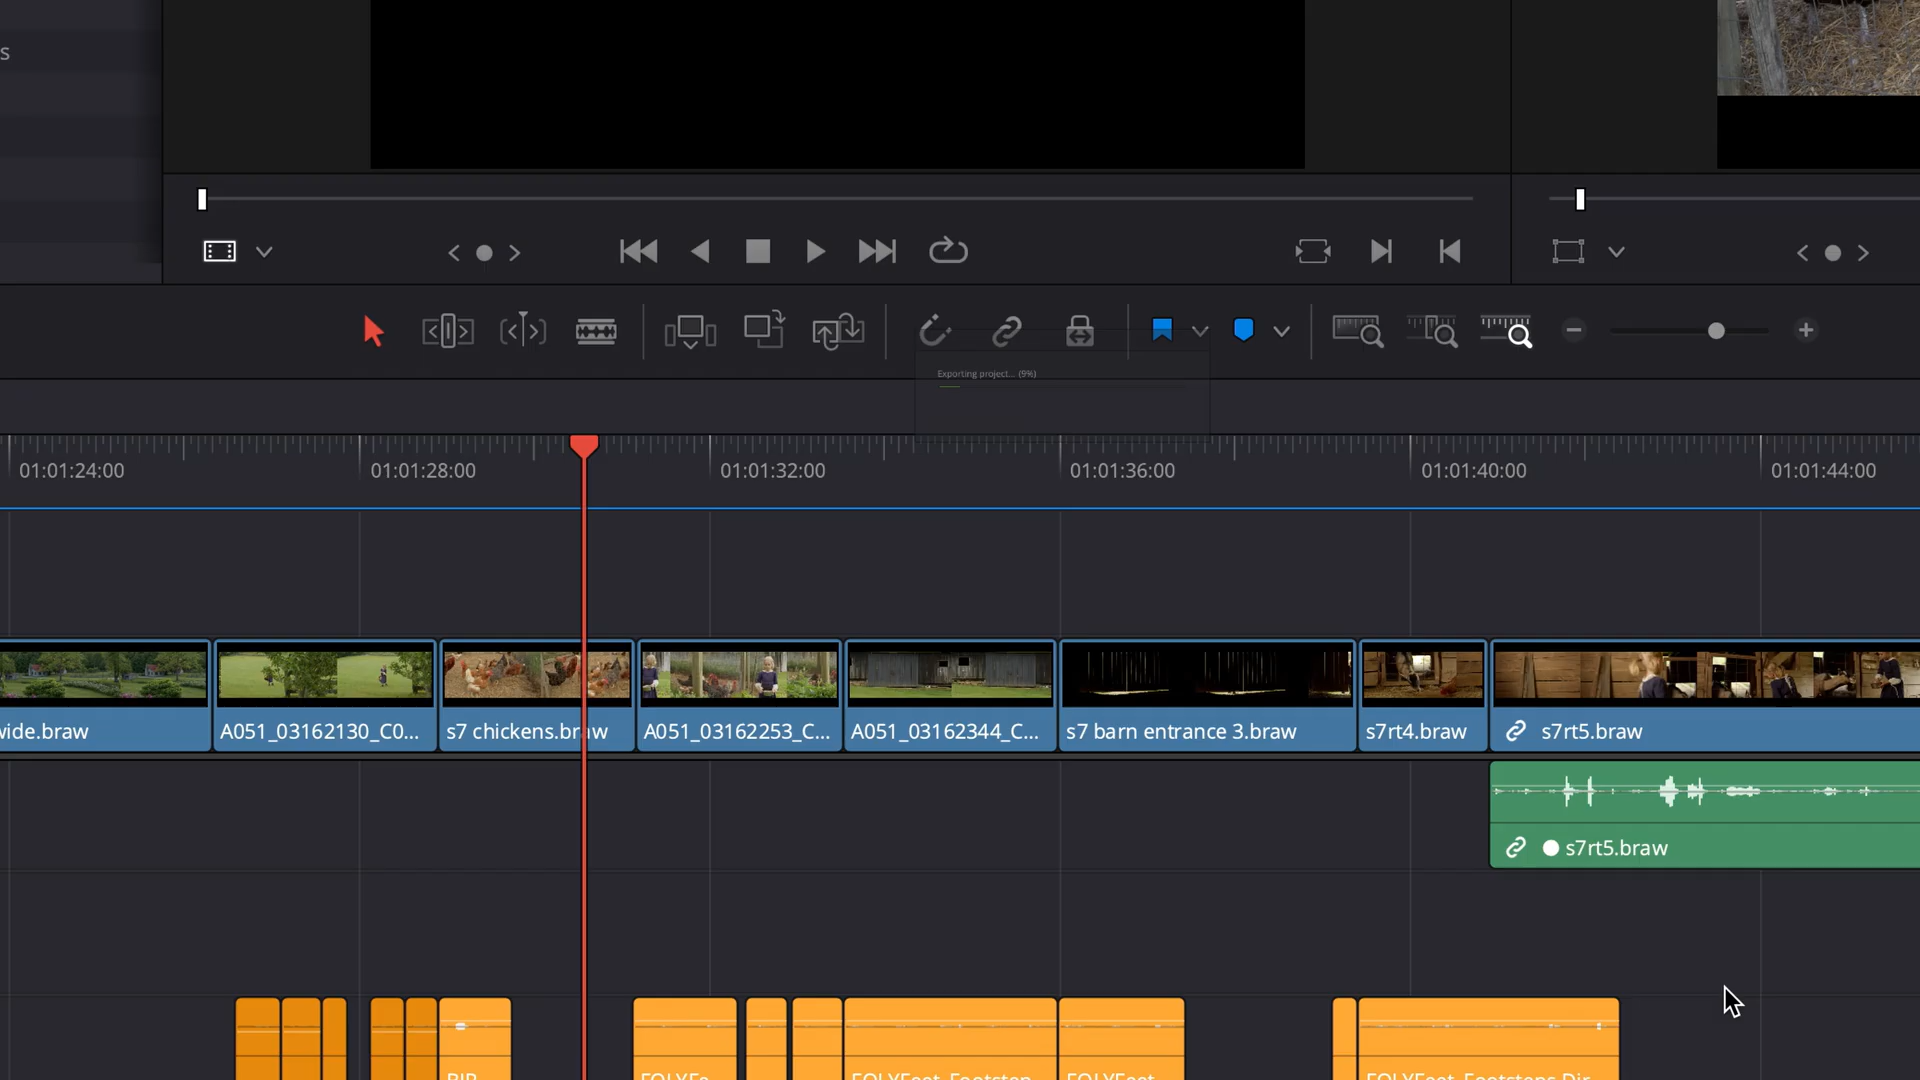 s
Exporting project... (9%)
01:01:24:00
01:01:28:00
01:01:32:00
01:01:36:00
01:01:40:00
01:01:44:00
wide.braw
A051_03162130_C0...
s7 chickens.braw
A051_03162253_C...
A051_03162344_C...
s7 barn entrance 3.braw
s7rt4.braw
s7rt5.braw
s7rt5.braw